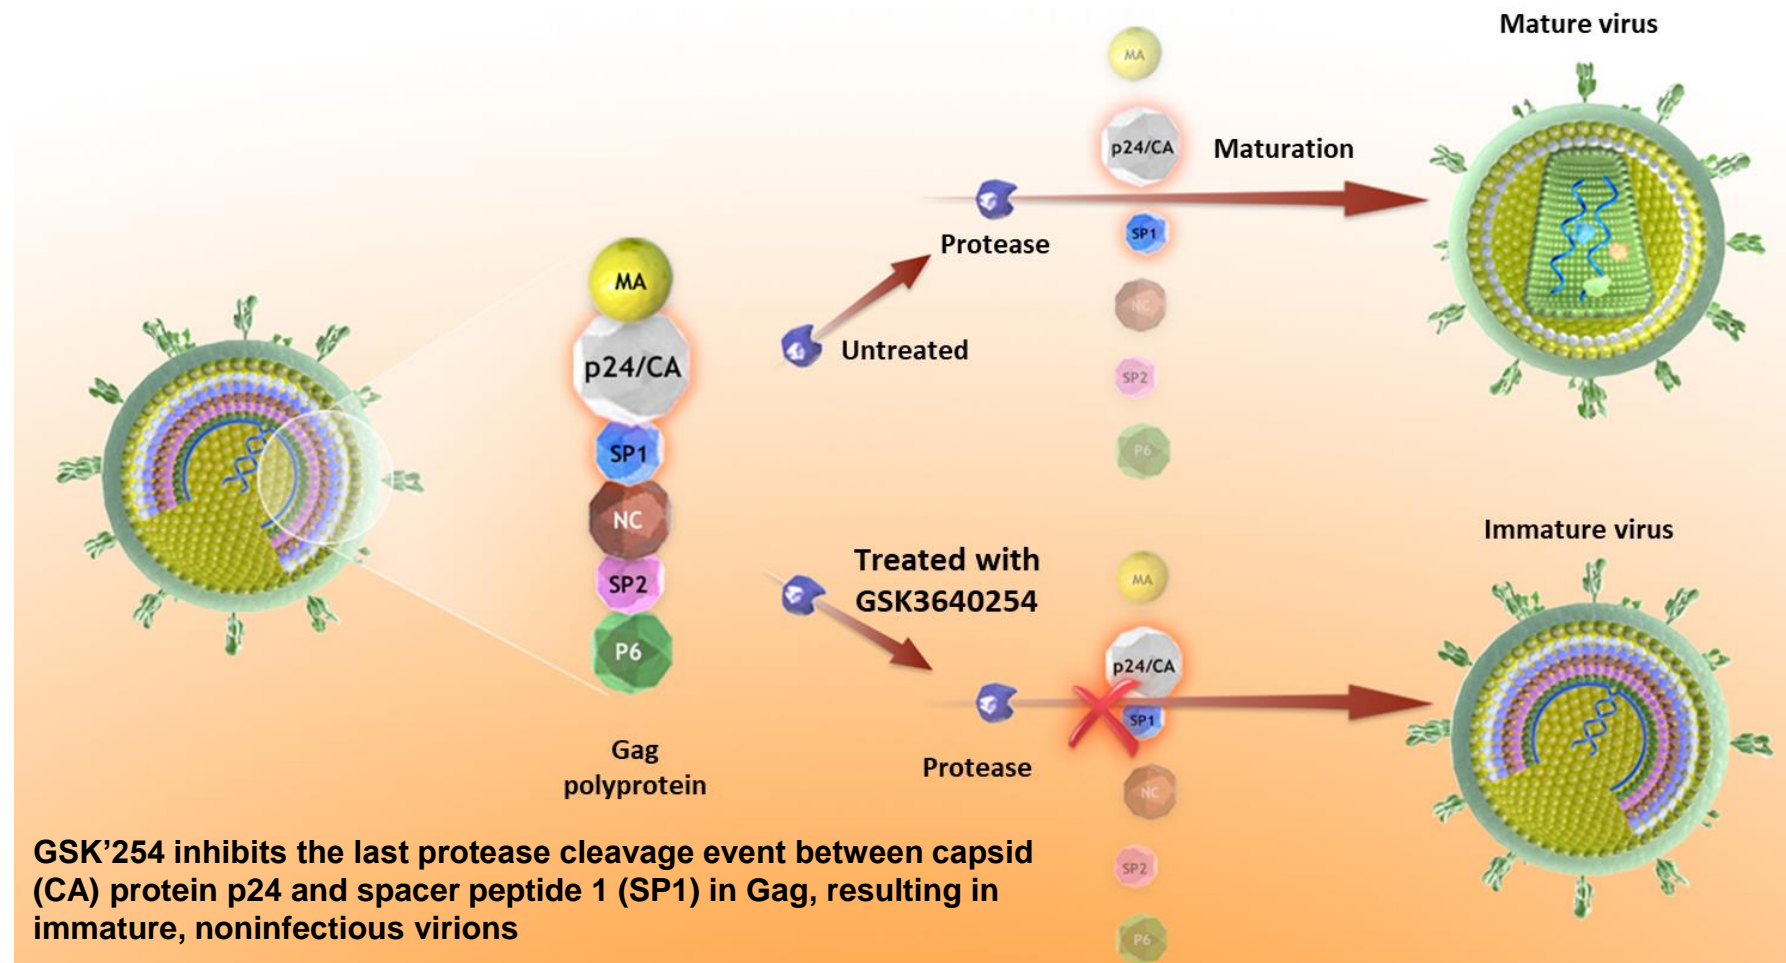 Mature virus
MA
p24/CA
Maturation
SP1
Protease
NC
SP2
P6
Untreated
MA
p24/CA
SP1
NC
SP2
P6
Gag
polyprotein
Treated with
GSK3640254
Immature virus
MA
p24/CA
SP1
Protease
NC
SP2
P6
GSK’254 inhibits the last protease cleavage event between capsid
(CA) protein p24 and spacer peptide 1 (SP1) in Gag, resulting in
immature, noninfectious virions